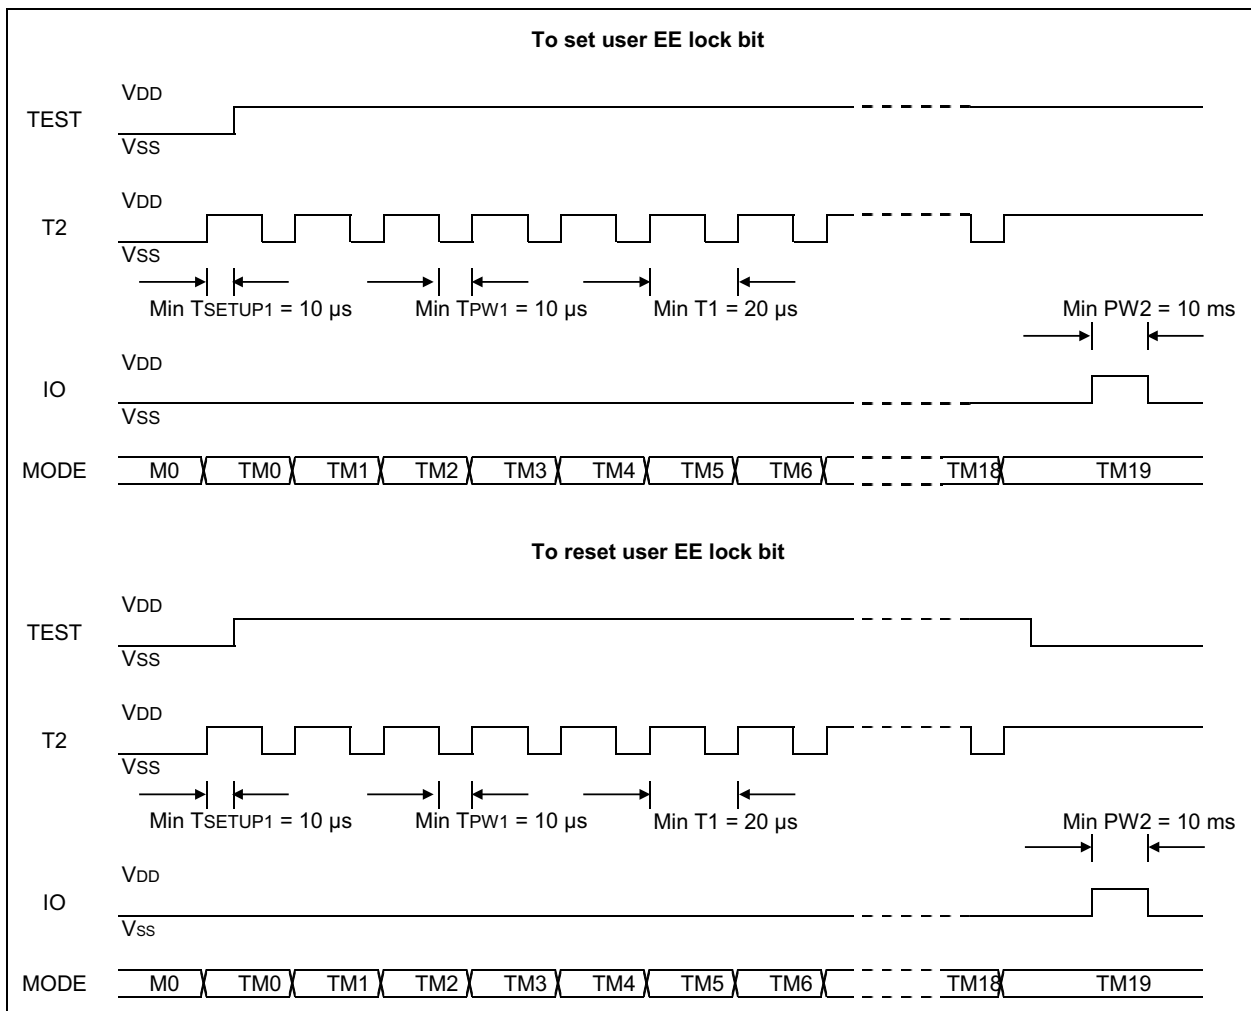 To set user EE lock bit
VDD
TEST
VSS
VDD
T2
VSS
Min TSETUP1 = 10 µs Min TPW1 = 10 µs Min T1 = 20 µs Min PW2 = 10 ms
VDD
IO
VSS
MODE M0 TM0 TM1 TM2 TM3 TM4 TM5 TM6 TM18 TM19
To reset user EE lock bit
VDD
TEST
VSS
VDD
T2
VSS
Min TSETUP1 = 10 µs Min TPW1 = 10 µs Min T1 = 20 µs Min PW2 = 10 ms
VDD
IO
Vss
MODE M0 TM0 TM1 TM2 TM3 TM4 TM5 TM6 TM18 TM19